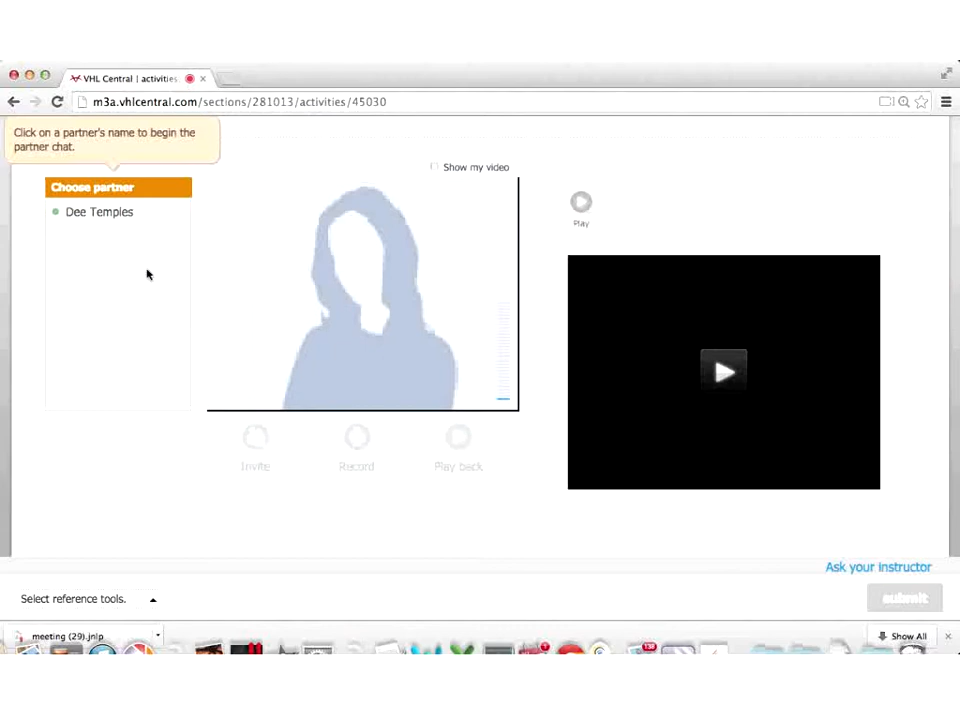 VHL Central | activities.
m3a.vhlcentral.com/sections/281013/activities/45030
Click on a partner's name to begin the
partner chat.
Show my video
Choose partner
Dee Temples
Play
Invite
Record
Play back
Ask your instructor
Select reference tools.
submit
meeting (29).jnlp
Show All
138